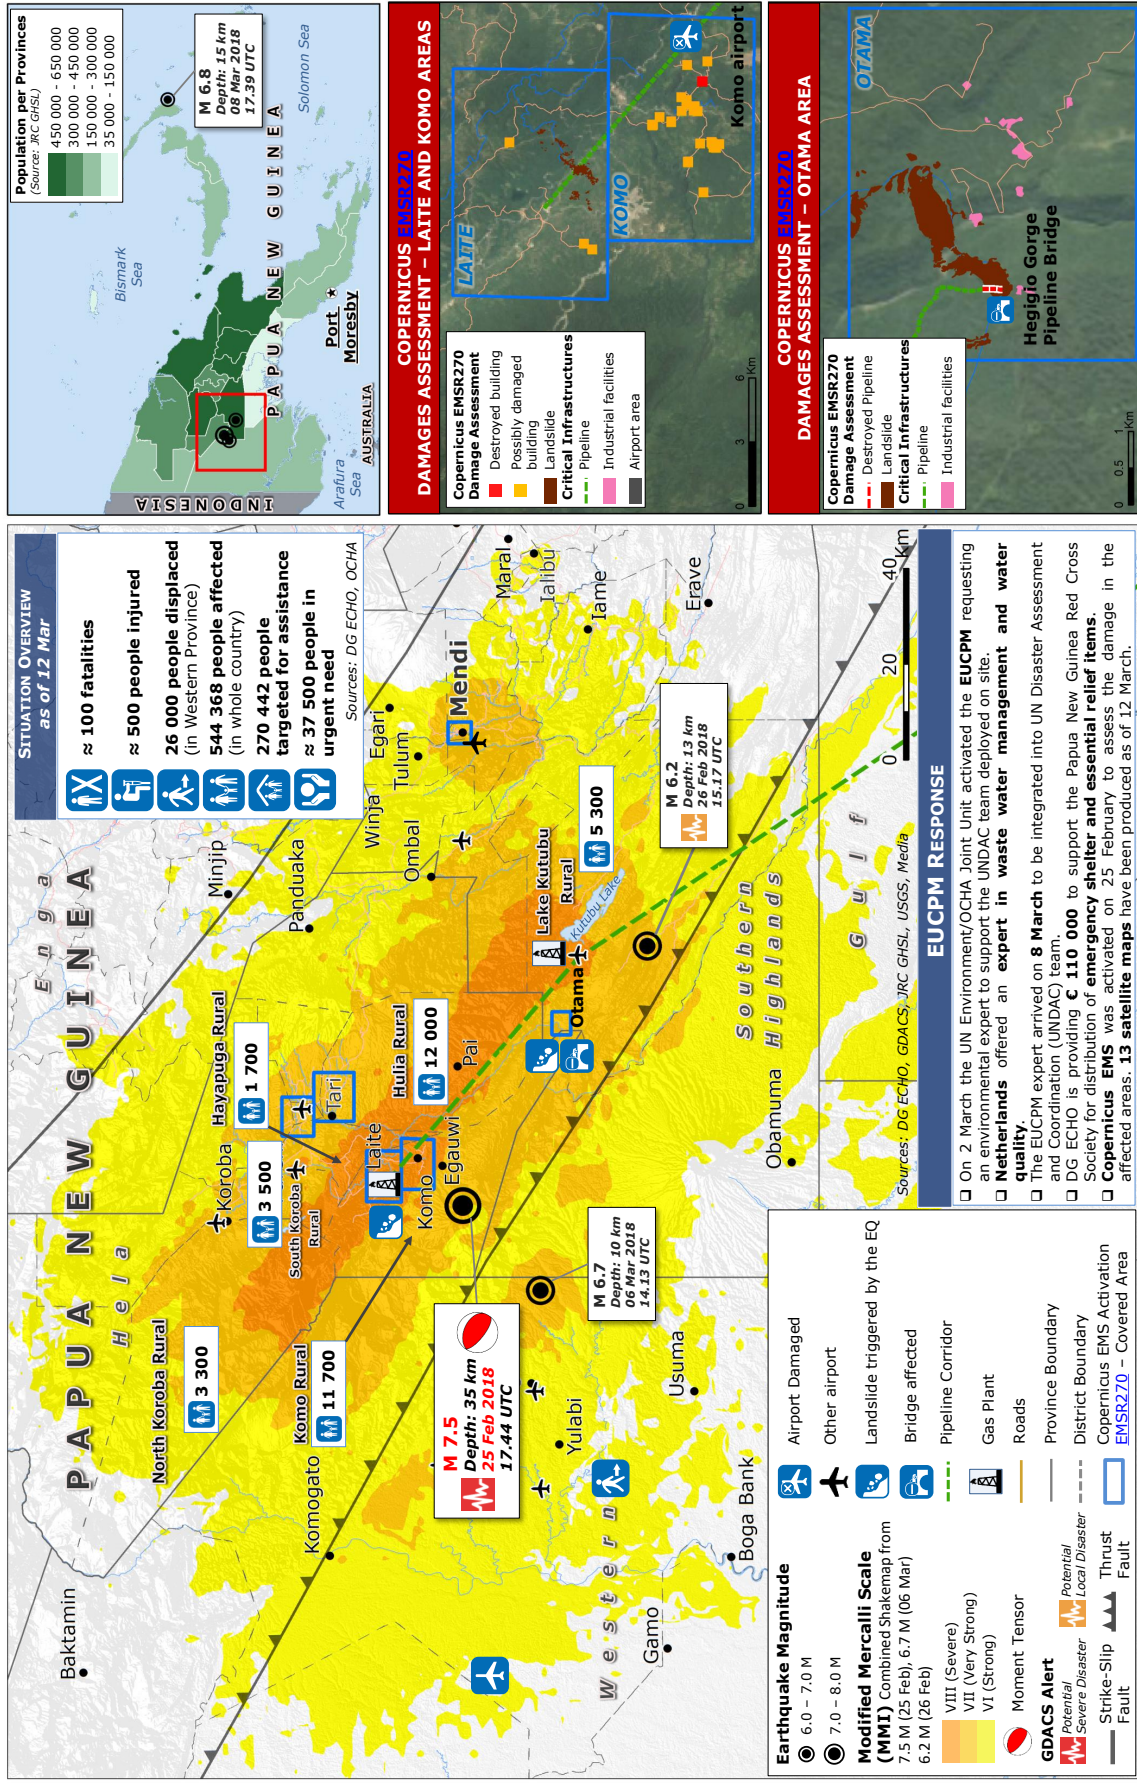 SITUATION OVERVIEW
as of 12 Mar
≈ 100 fatalities
≈ 500 people injured
26 000 people displaced
(in Western Province)
544 368 people affected
(in whole country)
270 442 people
targeted for assistance
≈ 37 500 people in
urgent need
Sources: DG ECHO, OCHA
PAPUA NEW GUINEA
Enga
Hela
Western
Southern
Highlands
Gulf
Baktamin
Komogato
Gamo
Boga Bank
Yulabi
Usuma
Obamuma
Koroba
Tari
Laite
Komo
Egauwi
Pai
Otama
Minjip
Panduaka
Winja
Ombal
Tulum
Egari
Mendi
Maral
Ialibu
Iame
Erave
Kutubu Lake
North Koroba Rural
3 300
Komo Rural
11 700
South Koroba
Rural
3 500
Hayapuga Rural
1 700
Hulia Rural
12 000
Lake Kutubu
Rural
5 300
M 7.5
Depth: 35 km
25 Feb 2018
17.44 UTC
M 6.7
Depth: 10 km
06 Mar 2018
14.13 UTC
M 6.2
Depth: 13 km
26 Feb 2018
15.17 UTC
0 20 40
Km
Sources: DG ECHO, GDACS, JRC GHSL, USGS, Media
Earthquake Magnitude
6.0 – 7.0 M
7.0 – 8.0 M
Modified Mercalli Scale
(MMI) Combined Shakemap from
7.5 M (25 Feb), 6.7 M (06 Mar)
6.2 M (26 Feb)
VIII (Severe)
VII (Very Strong)
VI (Strong)
Moment Tensor
GDACS Alert
Potential
Severe Disaster
Potential
Local Disaster
Strike-Slip
Fault
Thrust
Fault
Airport Damaged
Other airport
Landslide triggered by the EQ
Bridge affected
Pipeline Corridor
Gas Plant
Roads
Province Boundary
District Boundary
Copernicus EMS Activation
EMSR270 – Covered Area
EUCPM RESPONSE
❑ On 2 March the UN Environment/OCHA Joint Unit activated the EUCPM requesting
an environmental expert to support the UNDAC team deployed on site.
❑ Netherlands offered an expert in waste water management and water
quality.
❑ The EUCPM expert arrived on 8 March to be integrated into UN Disaster Assessment
and Coordination (UNDAC) team.
❑ DG ECHO is providing € 110 000 to support the Papua New Guinea Red Cross
Society for distribution of emergency shelter and essential relief items.
❑ Copernicus EMS was activated on 25 February to assess the damage in the
affected areas. 13 satellite maps have been produced as of 12 March.
Population per Provinces
(Source: JRC GHSL)
450 000 - 650 000
300 000 - 450 000
150 000 - 300 000
35 000 - 150 000
M 6.8
Depth: 15 km
08 Mar 2018
17.39 UTC
Bismark
Sea
Solomon Sea
PAPUA NEW GUINEA
INDONESIA
Port
Moresby
Arafura
Sea
AUSTRALIA
COPERNICUS EMSR270
DAMAGES ASSESSMENT – LAITE AND KOMO AREAS
Copernicus EMSR270
Damage Assessment
Destroyed building
Possibly damaged
building
Landslide
Critical Infrastructures
Pipeline
Industrial facilities
Airport area
LAITE
KOMO
Komo airport
0 3 6
Km
COPERNICUS EMSR270
DAMAGES ASSESSMENT – OTAMA AREA
Copernicus EMSR270
Damage Assessment
Destroyed Pipeline
Landslide
Critical Infrastructures
Pipeline
Industrial facilities
OTAMA
Hegigio Gorge
Pipeline Bridge
0 0.5 1
Km